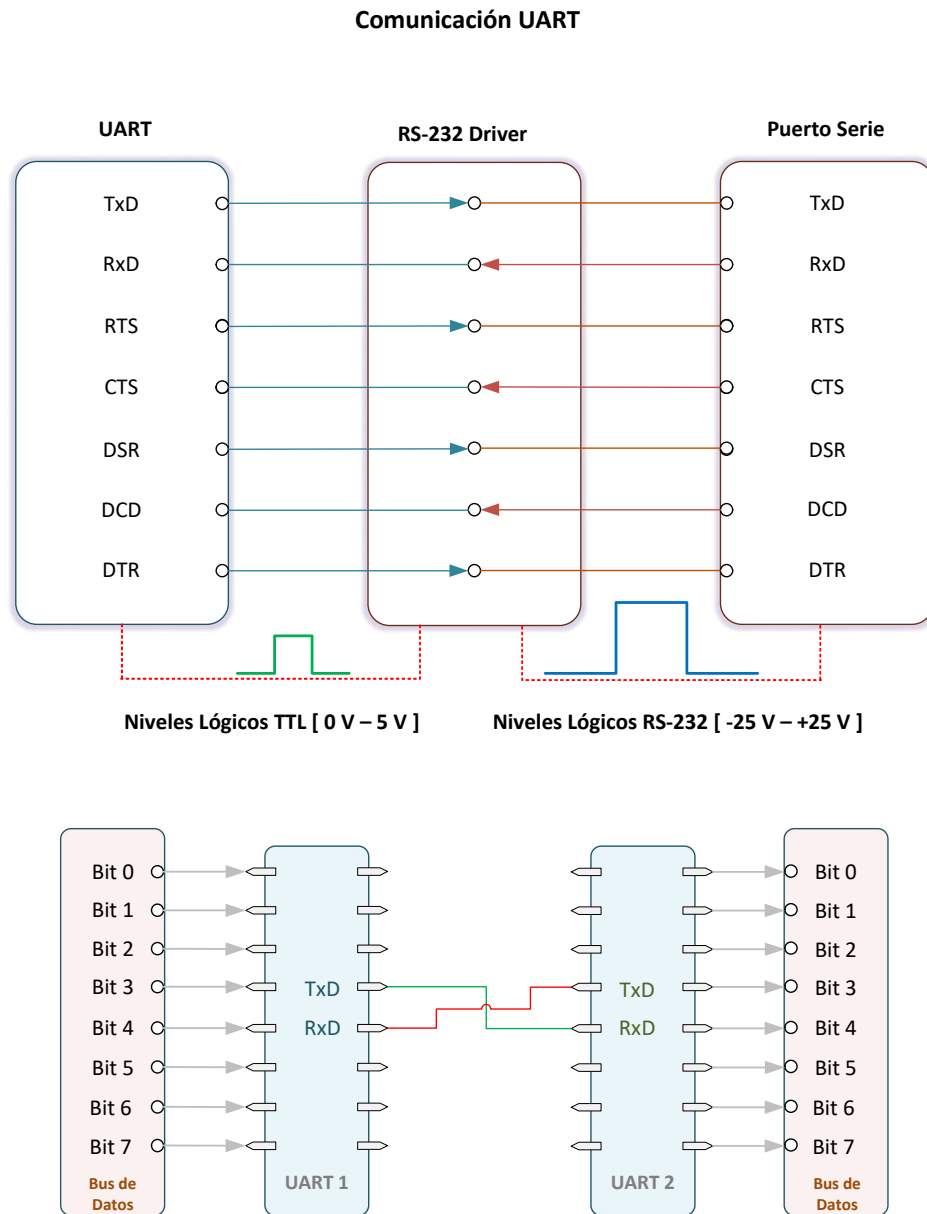 Comunicación UART
UART
RS-232 Driver
Puerto Serie
TxD
TxD
RxD
RxD
RTS
RTS
CTS
CTS
DSR
DSR
DCD
DCD
DTR
DTR
Niveles Lógicos TTL [ 0 V – 5 V ]
Niveles Lógicos RS-232 [ -25 V – +25 V ]
Bit 0
Bit 1
Bit 2
Bit 3
Bit 4
Bit 5
Bit 6
Bit 7
Bus de
Datos
TxD
RxD
UART 1
TxD
RxD
UART 2
Bit 0
Bit 1
Bit 2
Bit 3
Bit 4
Bit 5
Bit 6
Bit 7
Bus de
Datos